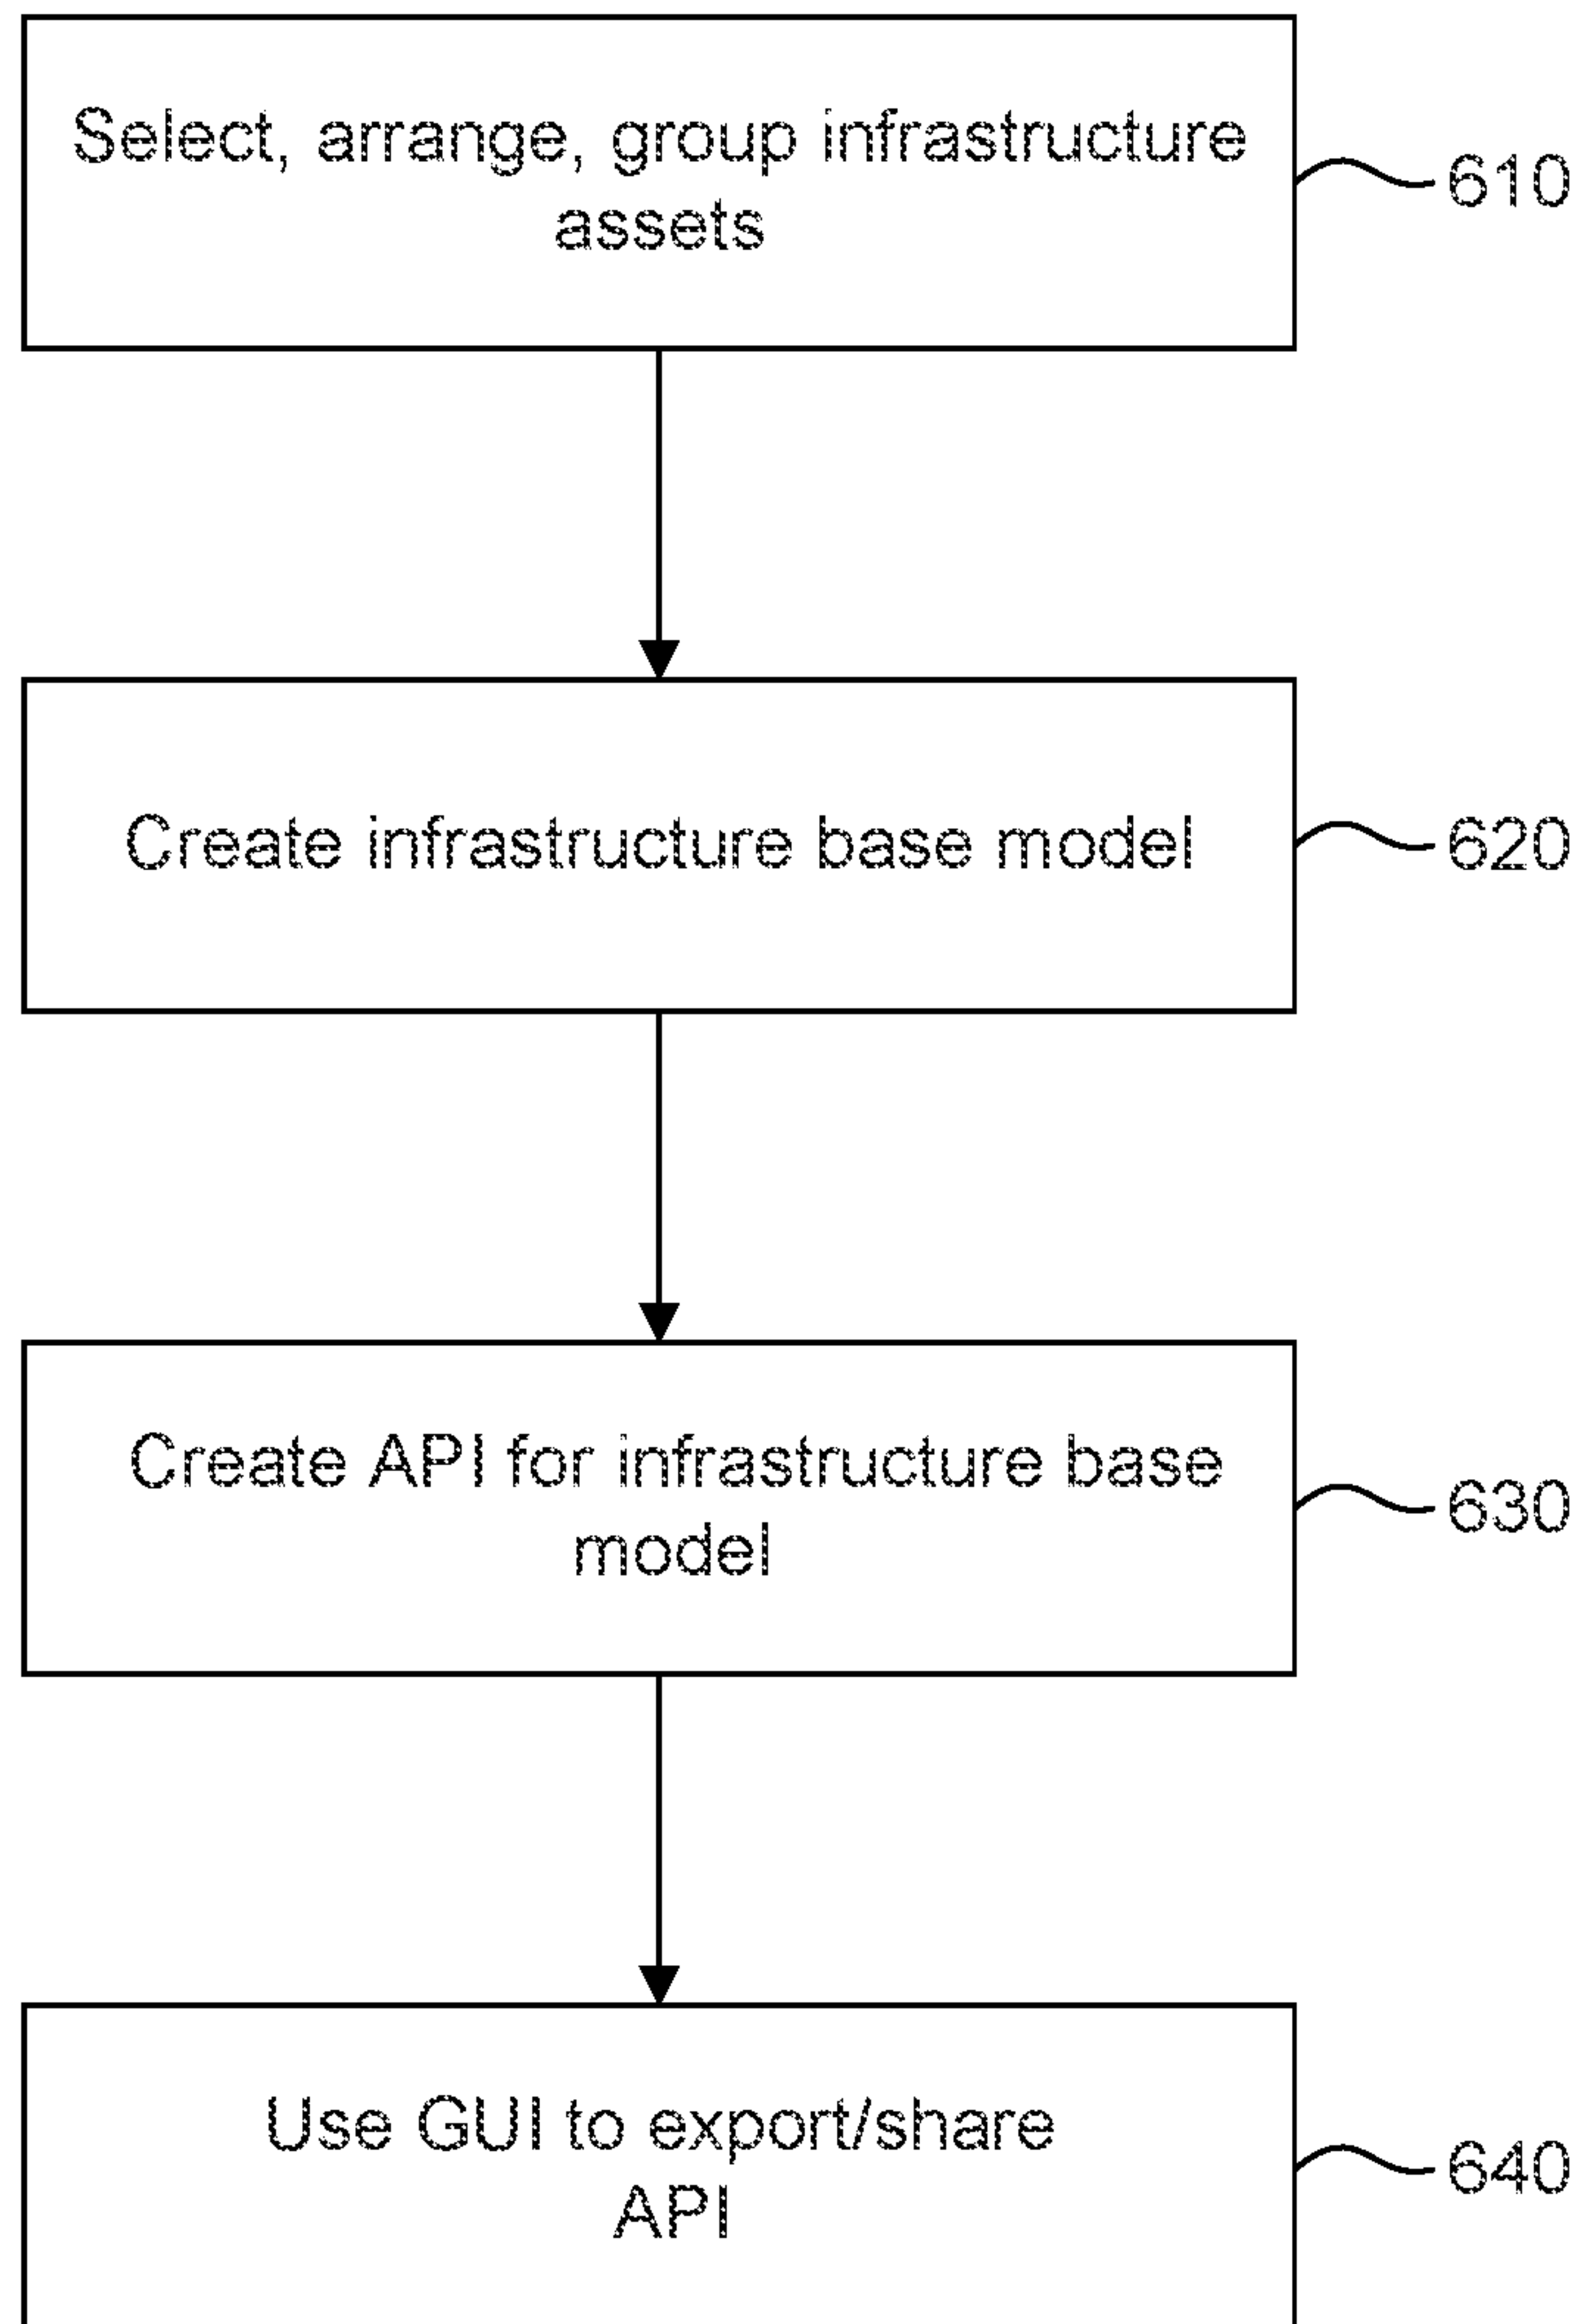 Select, arrange, group infrastructure
assets
610
Create infrastructure base model
620
Create API for infrastructure base
model
630
Use GUI to export/share
API
640